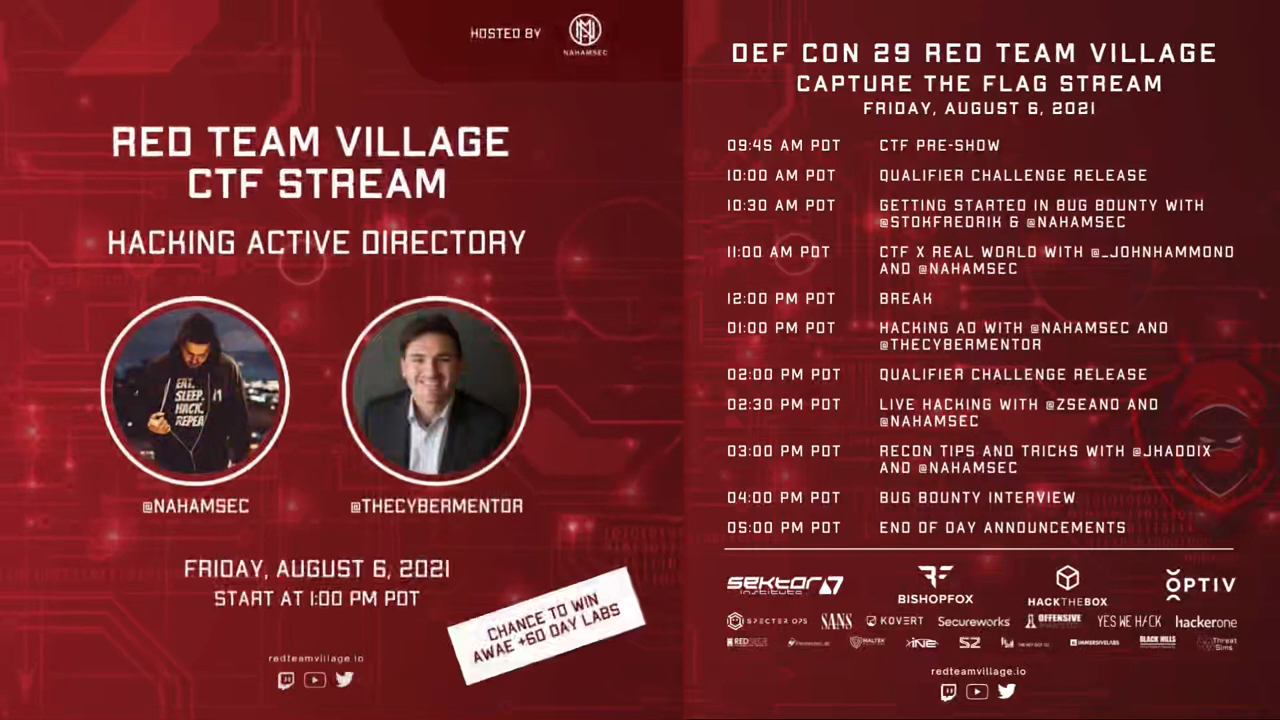 HOSTED BY
NAHAMSEC
RED TEAM VILLAGE
CTF STREAM
HACKING ACTIVE DIRECTORY
EAT.
SLEEP.
HACK.
REPEAT
@NAHAMSEC
@THECYBERMENTOR
FRIDAY, AUGUST 6, 2021
START AT 1:00 PM PDT
CHANCE TO WIN
AWAE +60 DAY LABS
redteamvillage.io
DEF CON 29 RED TEAM VILLAGE
CAPTURE THE FLAG STREAM
FRIDAY, AUGUST 6, 2021
09:45 AM PDT CTF PRE-SHOW
10:00 AM PDT QUALIFIER CHALLENGE RELEASE
10:30 AM PDT GETTING STARTED IN BUG BOUNTY WITH
@STOKFREDRIK & @NAHAMSEC
11:00 AM PDT CTF X REAL WORLD WITH @_JOHNHAMMOND
AND @NAHAMSEC
12:00 PM PDT BREAK
01:00 PM PDT HACKING AD WITH @NAHAMSEC AND
@THECYBERMENTOR
02:00 PM PDT QUALIFIER CHALLENGE RELEASE
02:30 PM PDT LIVE HACKING WITH @ZSEANO AND
@NAHAMSEC
03:00 PM PDT RECON TIPS AND TRICKS WITH @JHADDIX
AND @NAHAMSEC
04:00 PM PDT BUG BOUNTY INTERVIEW
05:00 PM PDT END OF DAY ANNOUNCEMENTS
SEKTOR7
INSTITUTE
BISHOPFOX
HACKTHEBOX
OPTIV
SPECTER OPS
SANS
KOVERT
Secureworks
OFFENSIVE
YES WE H/CK
hackerone
REDSIEGE
IMMERSIVELABS
BLACK HILLS
Threat
Sims
redteamvillage.io